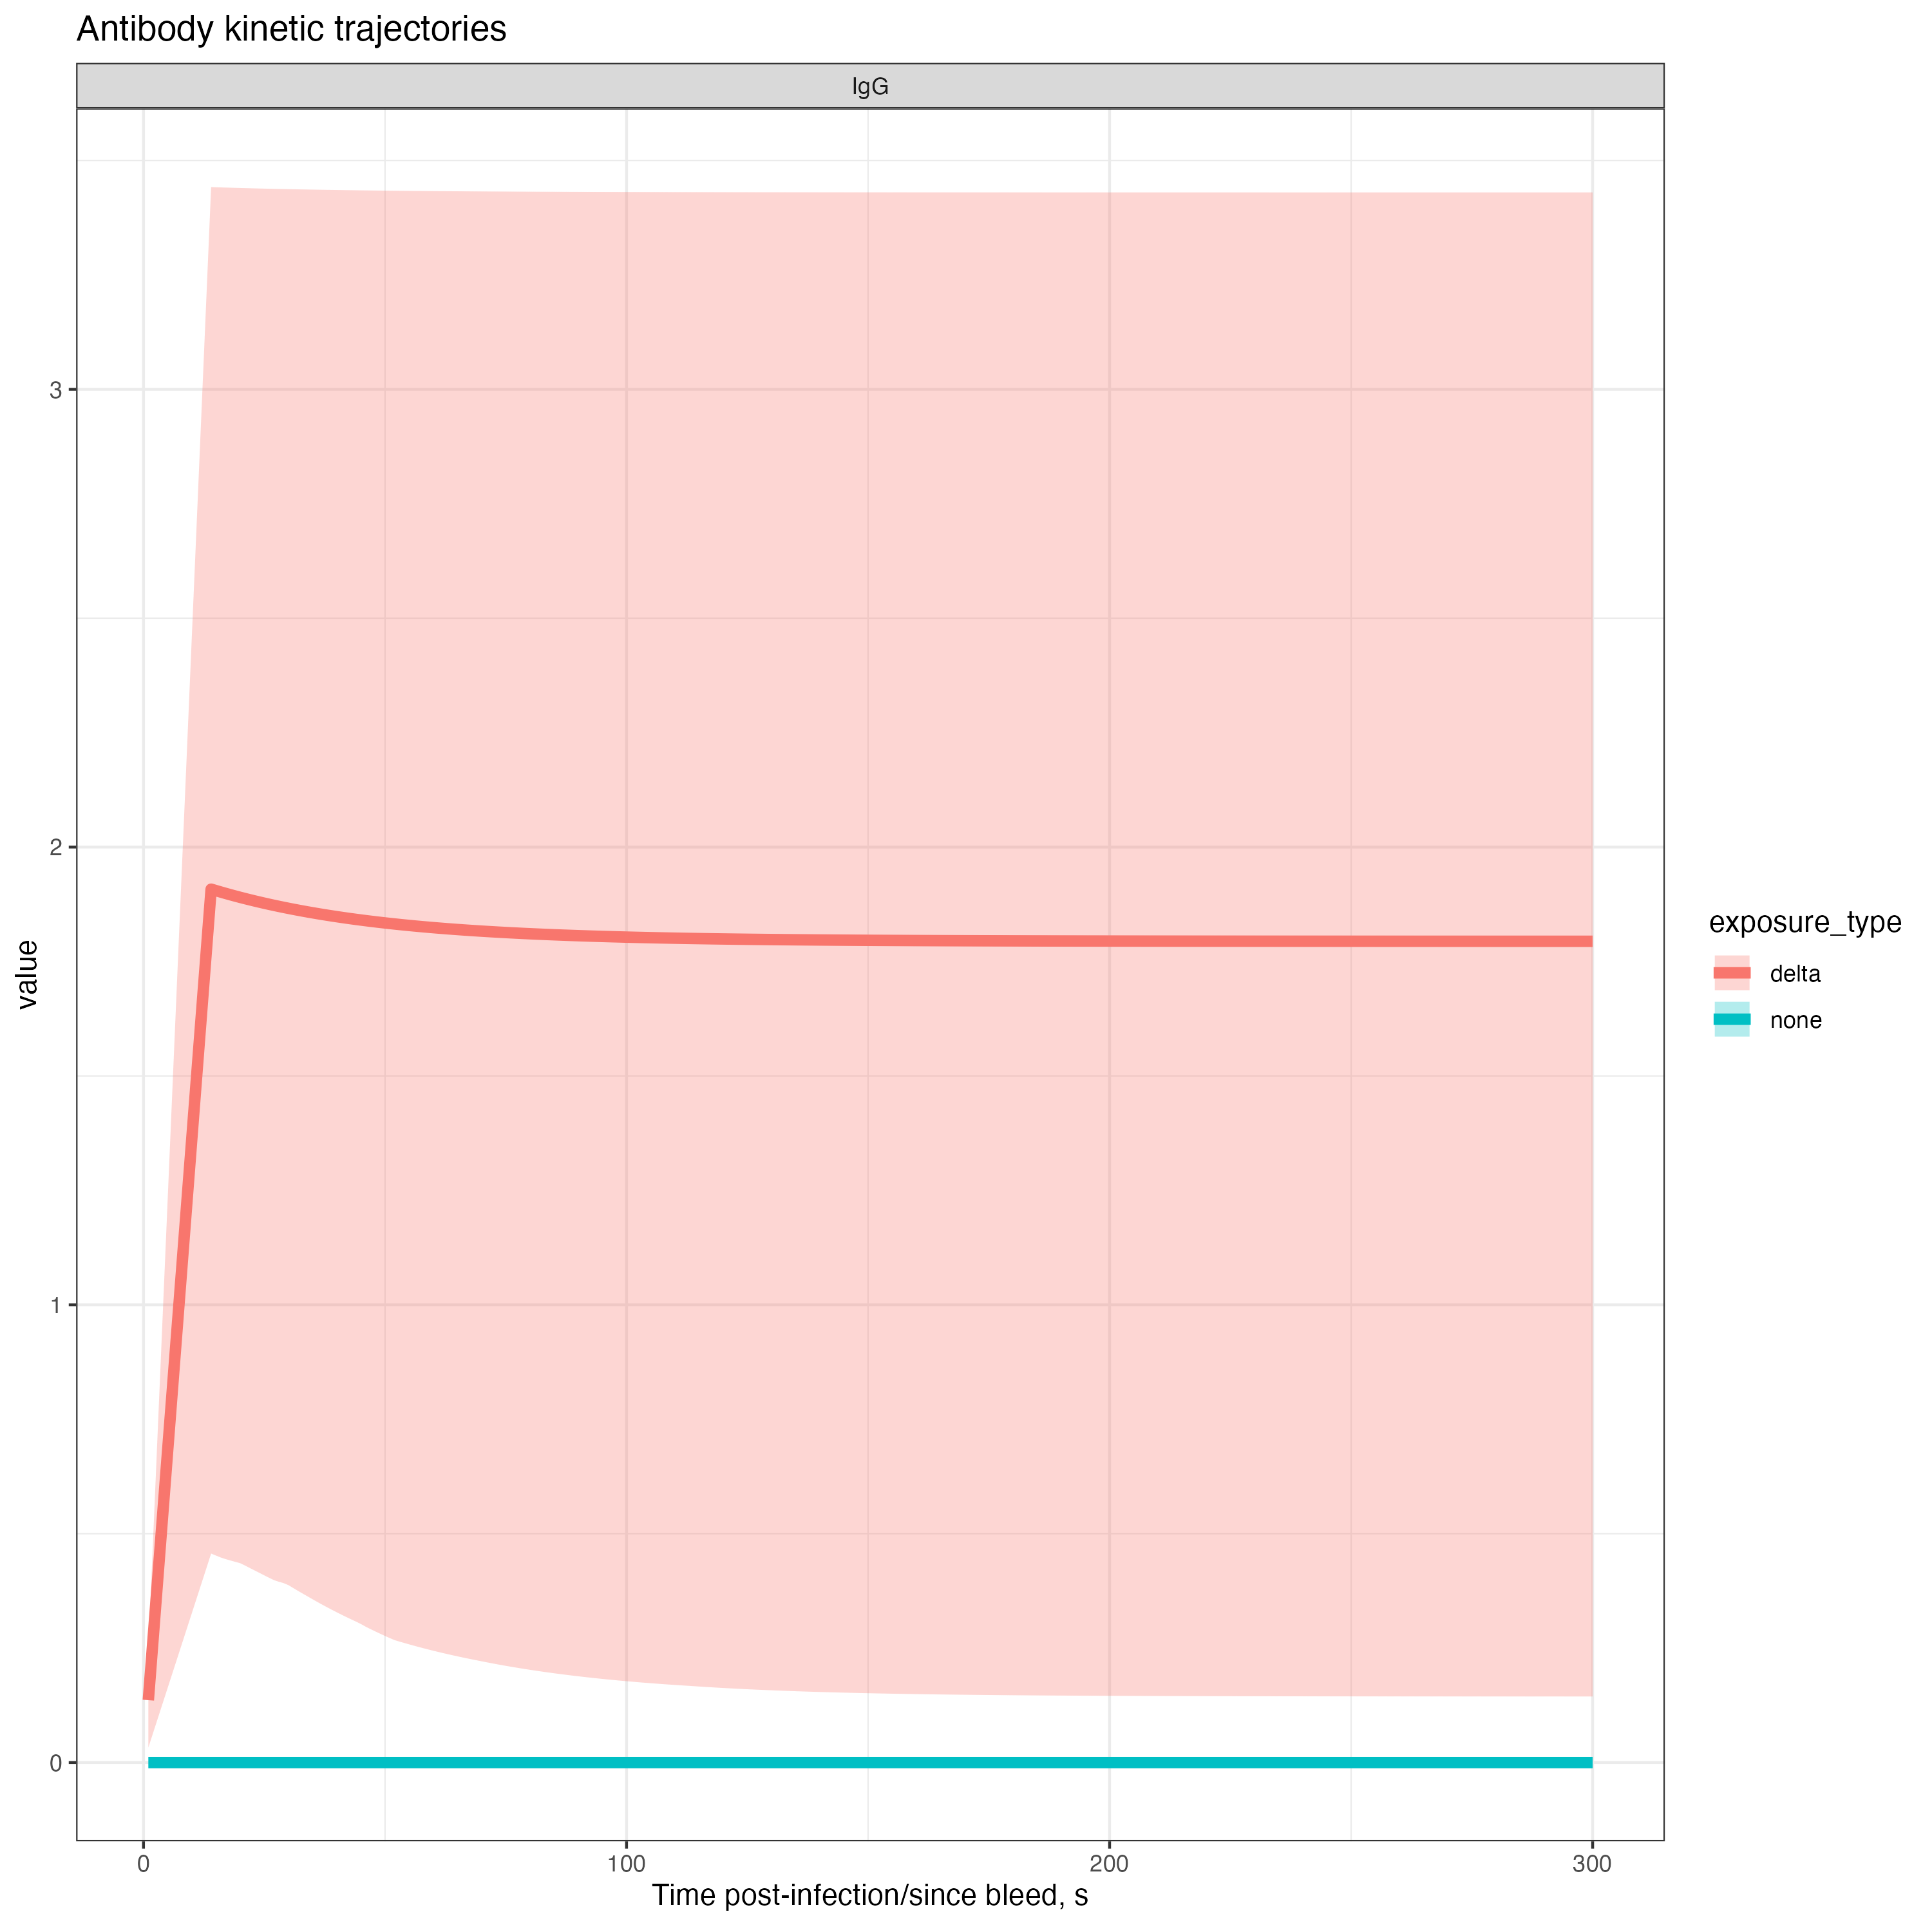 Antibody kinetic trajectories
IgG
3
2
1
0
value
0 100 200 300
Time post-infection/since bleed, s
exposure_type
delta
none